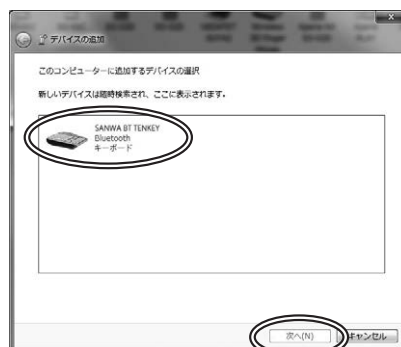 デバイスの追加
このコンピューターに追加するデバイスの選択
新しいデバイスは随時検索され、ここに表示されます。
SANWA BT TENKEY
Bluetooth
キーボード
次へ(N)
キャンセル